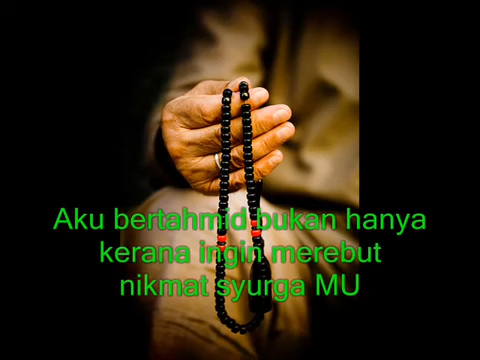 Aku bertahmid bukan hanya
kerana ingin merebut
nikmat syurga MU